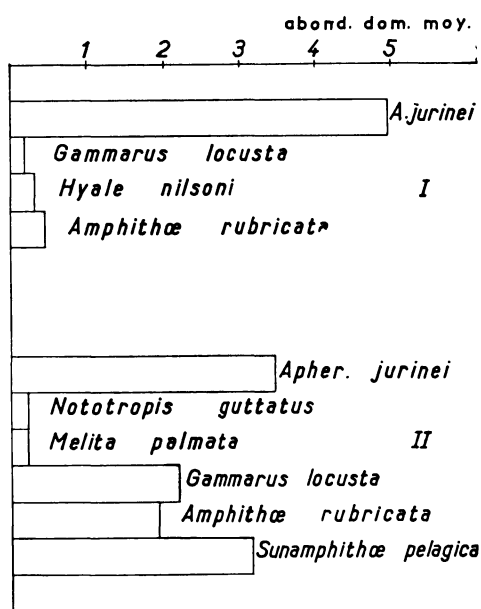 abond. dom. moy.
1 2 3 4 5
A.jurinei
Gammarus locusta
Hyale nilsoni I
Amphithœ rubricata
Apher. jurinei
Nototropis guttatus
Melita palmata II
Gammarus locusta
Amphithœ rubricata
Sunamphithœ pelagica